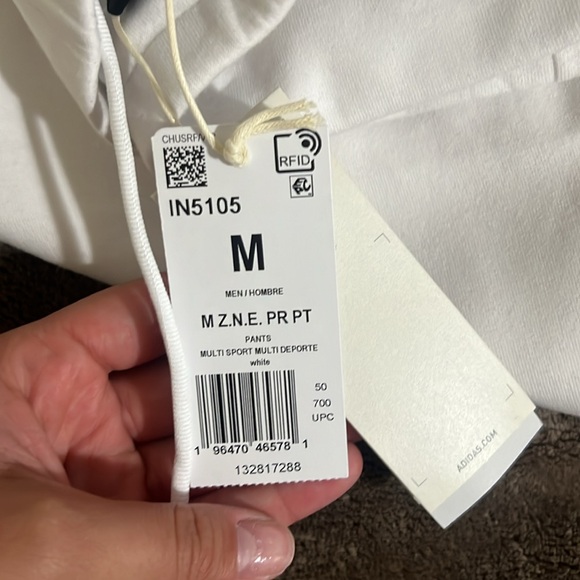 CHUSRF/V
RFID
IN5105
M
MEN / HOMBRE
M Z.N.E. PR PT
PANTS
MULTI SPORT MULTI DEPORTE
white
50
700
UPC
1 96470 46578 1
132817288
ADIDAS.COM